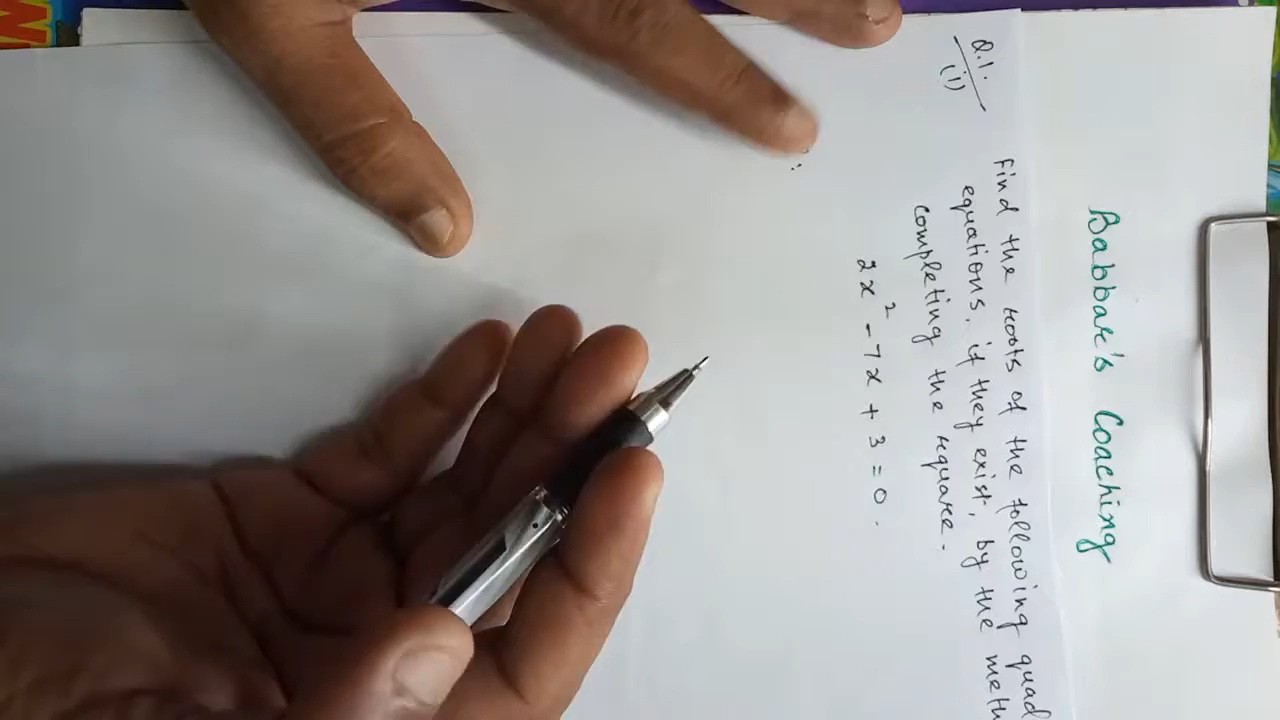 Babbar's Coaching
Q.1. Find the roots of the following quad
(i) equations, if they exist, by the meth
completing the square.
2x² - 7x + 3 = 0.